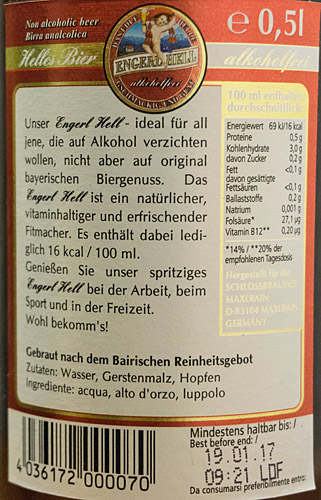 Non alcoholic beer
Birra analcolica
Helles Bier
ENGERL HELL
alkoholfrei
e 0,5l
alkoholfrei
Unser Engerl Hell - ideal für all
jene, die auf Alkohol verzichten
wollen, nicht aber auf original
bayerischen Biergenuss. Das
Engerl Hell ist ein natürlicher,
vitaminhaltiger und erfrischender
Fitmacher. Es enthält dabei ledi-
glich 16 kcal / 100 ml.
Genießen Sie unser spritziges
Engerl Hell bei der Arbeit, beim
Sport und in der Freizeit.
Wohl bekomm's!
100 ml enthalten
durchschnittlich:
Energiewert 69 kJ/16 kcal
Proteine 0,5 g
Kohlenhydrate 3,0 g
davon Zucker 0,2 g
Fett <0,1 g
davon gesättigte
Fettsäuren <0,1 g
Ballaststoffe 0,2 g
Natrium 0,001 g
Folsäure* 27,1 µg
Vitamin B12** 0,20 µg
*14% / **20% der
empfohlenen Tagesdosis
Hergestellt für die
SCHLOSSBRAUEREI
MAXLRAIN
D-83104 MAXLRAIN
GERMANY
Gebraut nach dem Bairischen Reinheitsgebot
Zutaten: Wasser, Gerstenmalz, Hopfen
Ingrediente: acqua, alto d'orzo, luppolo
4 036172 000070
Mindestens haltbar bis: /
Best before end: /
19.01.17
09:21 LDF
Da consumarsi preferibilmente entro: